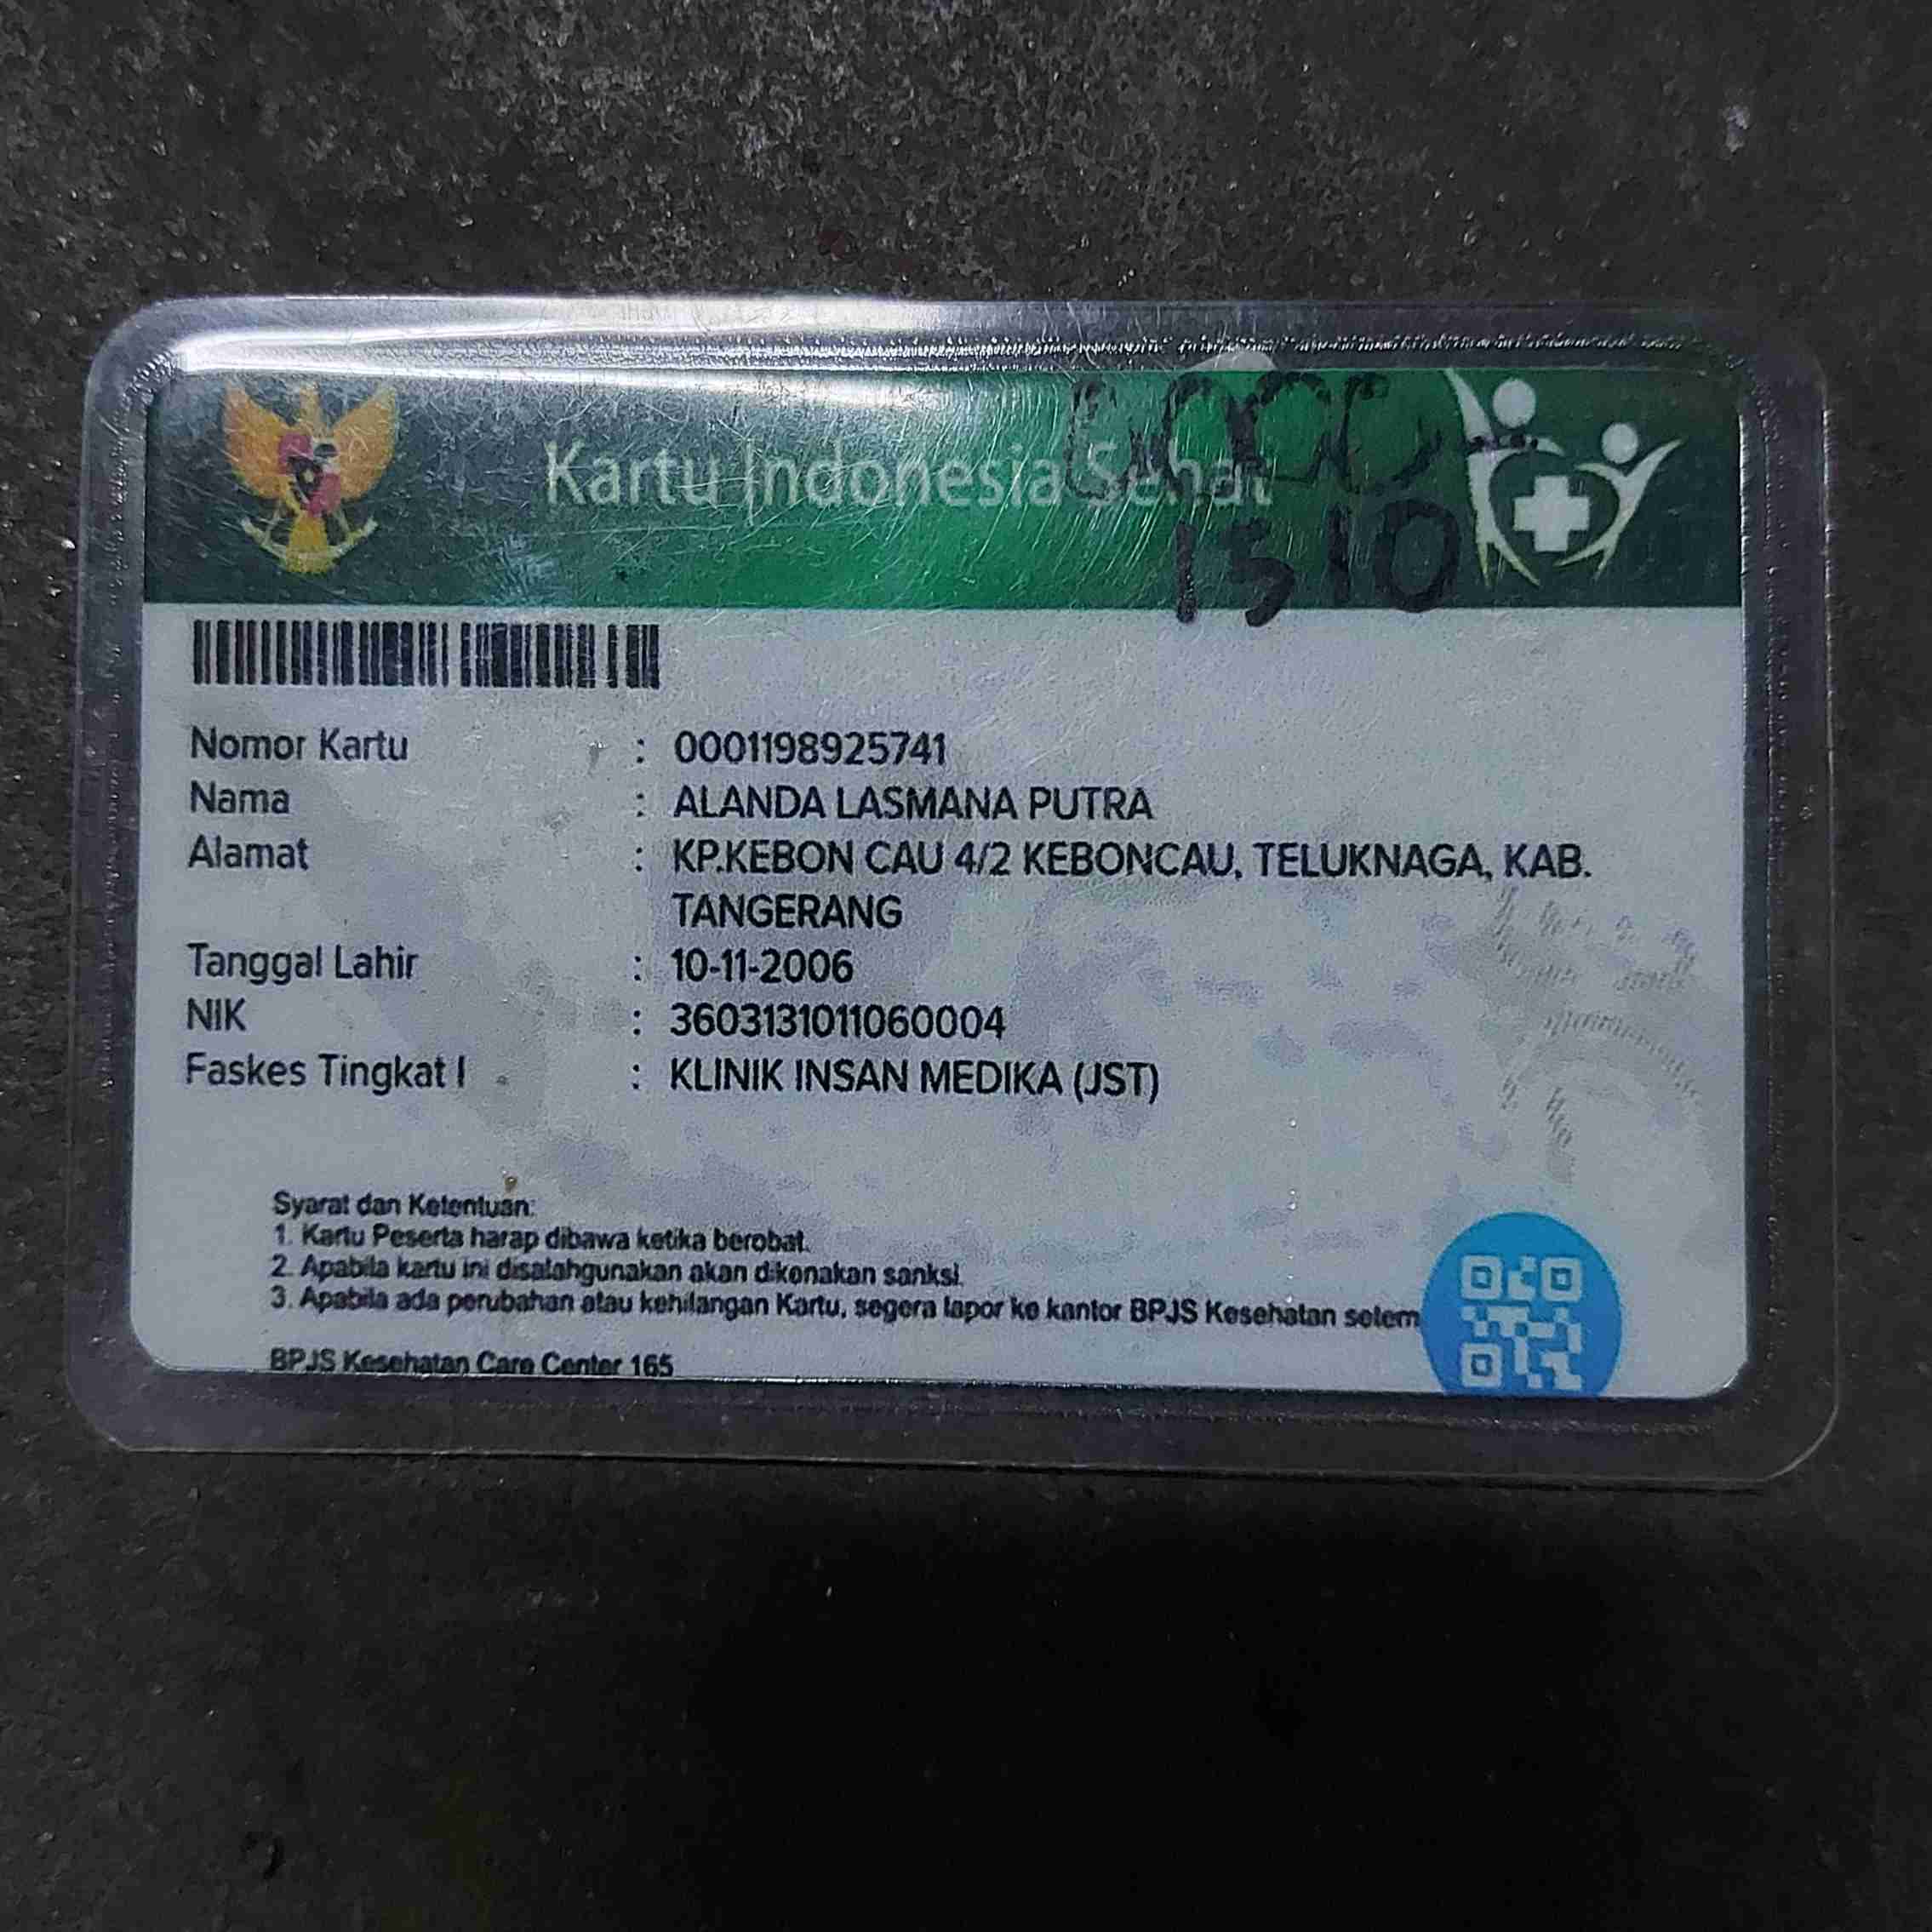 Kartu Indonesia Sehat
1510
Nomor Kartu : 0001198925741
Nama : ALANDA LASMANA PUTRA
Alamat : KP.KEBON CAU 4/2 KEBONCAU, TELUKNAGA, KAB.
TANGERANG
Tanggal Lahir : 10-11-2006
NIK : 3603131011060004
Faskes Tingkat I : KLINIK INSAN MEDIKA (JST)
Syarat dan Ketentuan:
1. Kartu Peserta harap dibawa ketika berobat.
2. Apabila kartu ini disalahgunakan akan dikenakan sanksi.
3. Apabila ada perubahan atau kehilangan Kartu, segera lapor ke kantor BPJS Kesehatan setem
BPJS Kesehatan Care Center 165